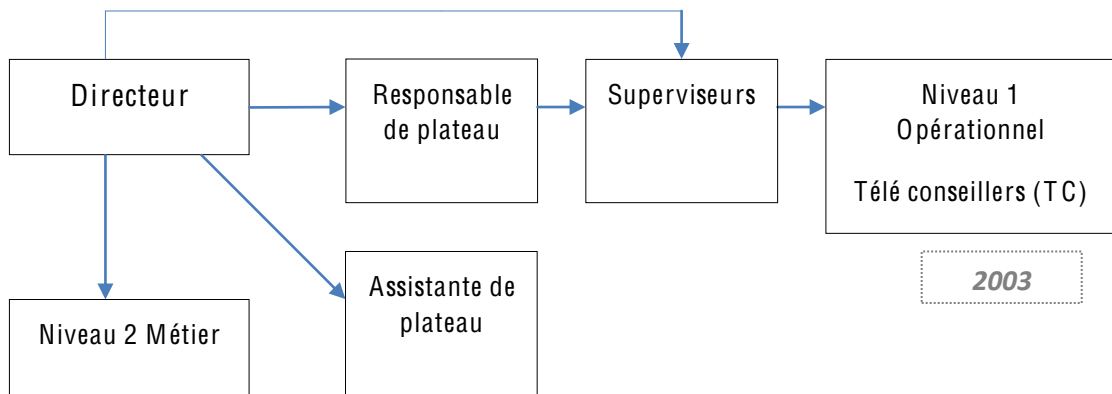 Directeur
Responsable
de plateau
Superviseurs
Niveau 1
Opérationnel
Télé conseillers (TC)
2003
Assistante de
plateau
Niveau 2 Métier